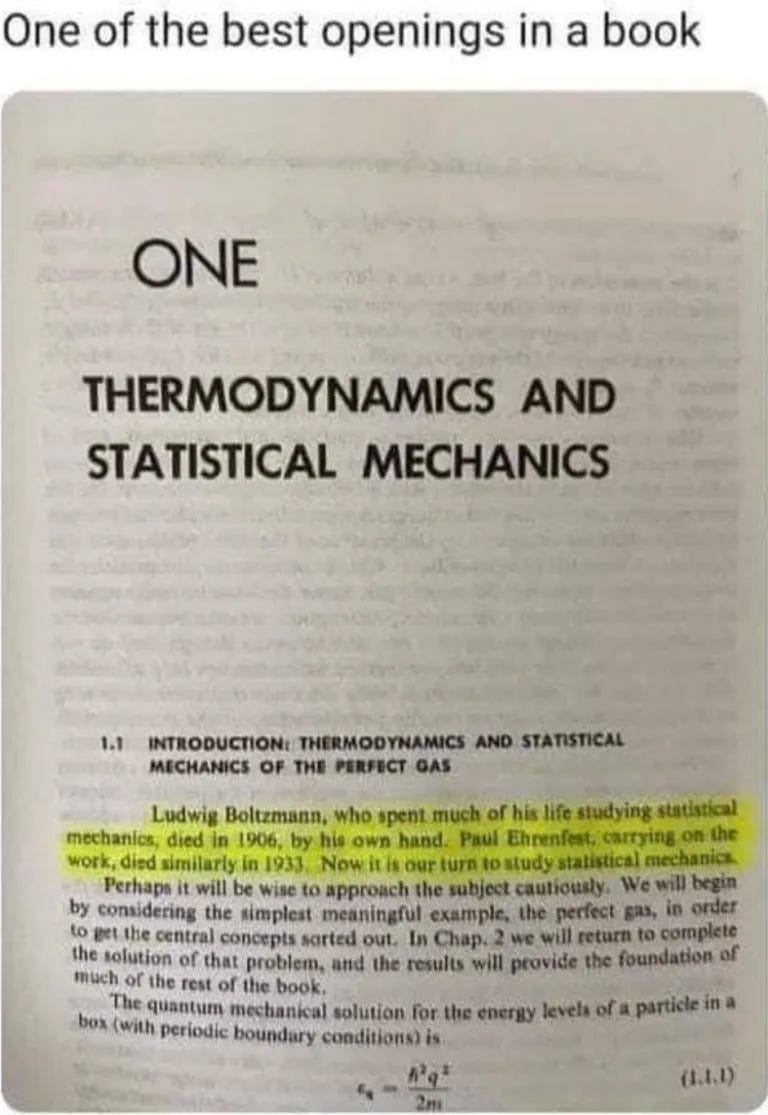 One of the best openings in a book
ONE
THERMODYNAMICS AND
STATISTICAL MECHANICS
1.1 INTRODUCTION: THERMODYNAMICS AND STATISTICAL
MECHANICS OF THE PERFECT GAS
Ludwig Boltzmann, who spent much of his life studying statistical
mechanics, died in 1906, by his own hand. Paul Ehrenfest, carrying on the
work, died similarly in 1933. Now it is our turn to study statistical mechanics.
Perhaps it will be wise to approach the subject cautiously. We will begin
by considering the simplest meaningful example, the perfect gas, in order
to get the central concepts sorted out. In Chap. 2 we will return to complete
the solution of that problem, and the results will provide the foundation of
much of the rest of the book.
The quantum mechanical solution for the energy levels of a particle in a
box (with periodic boundary conditions) is
ε_q = ħ²q²/2m (1.1.1)